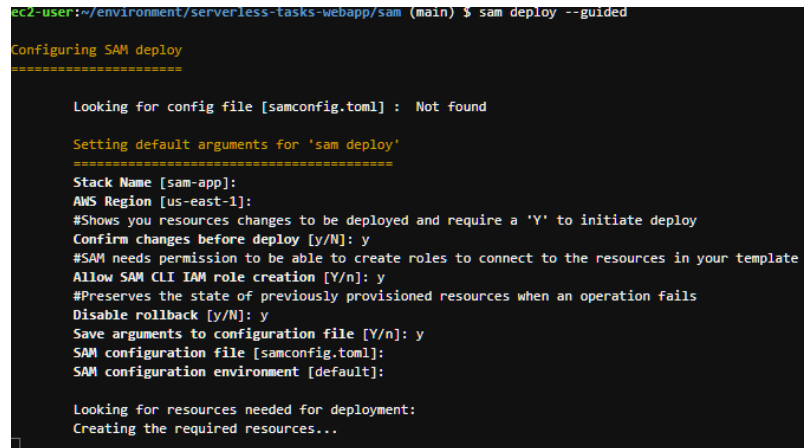 ec2-user:~/environment/serverless-tasks-webapp/sam (main) $ sam deploy --guided
Configuring SAM deploy
======================
Looking for config file [samconfig.toml] :  Not found
Setting default arguments for 'sam deploy'
=========================================
Stack Name [sam-app]:
AWS Region [us-east-1]:
#Shows you resources changes to be deployed and require a 'Y' to initiate deploy
Confirm changes before deploy [y/N]: y
#SAM needs permission to be able to create roles to connect to the resources in your template
Allow SAM CLI IAM role creation [Y/n]: y
#Preserves the state of previously provisioned resources when an operation fails
Disable rollback [y/N]: y
Save arguments to configuration file [Y/n]: y
SAM configuration file [samconfig.toml]:
SAM configuration environment [default]:
Looking for resources needed for deployment:
Creating the required resources...